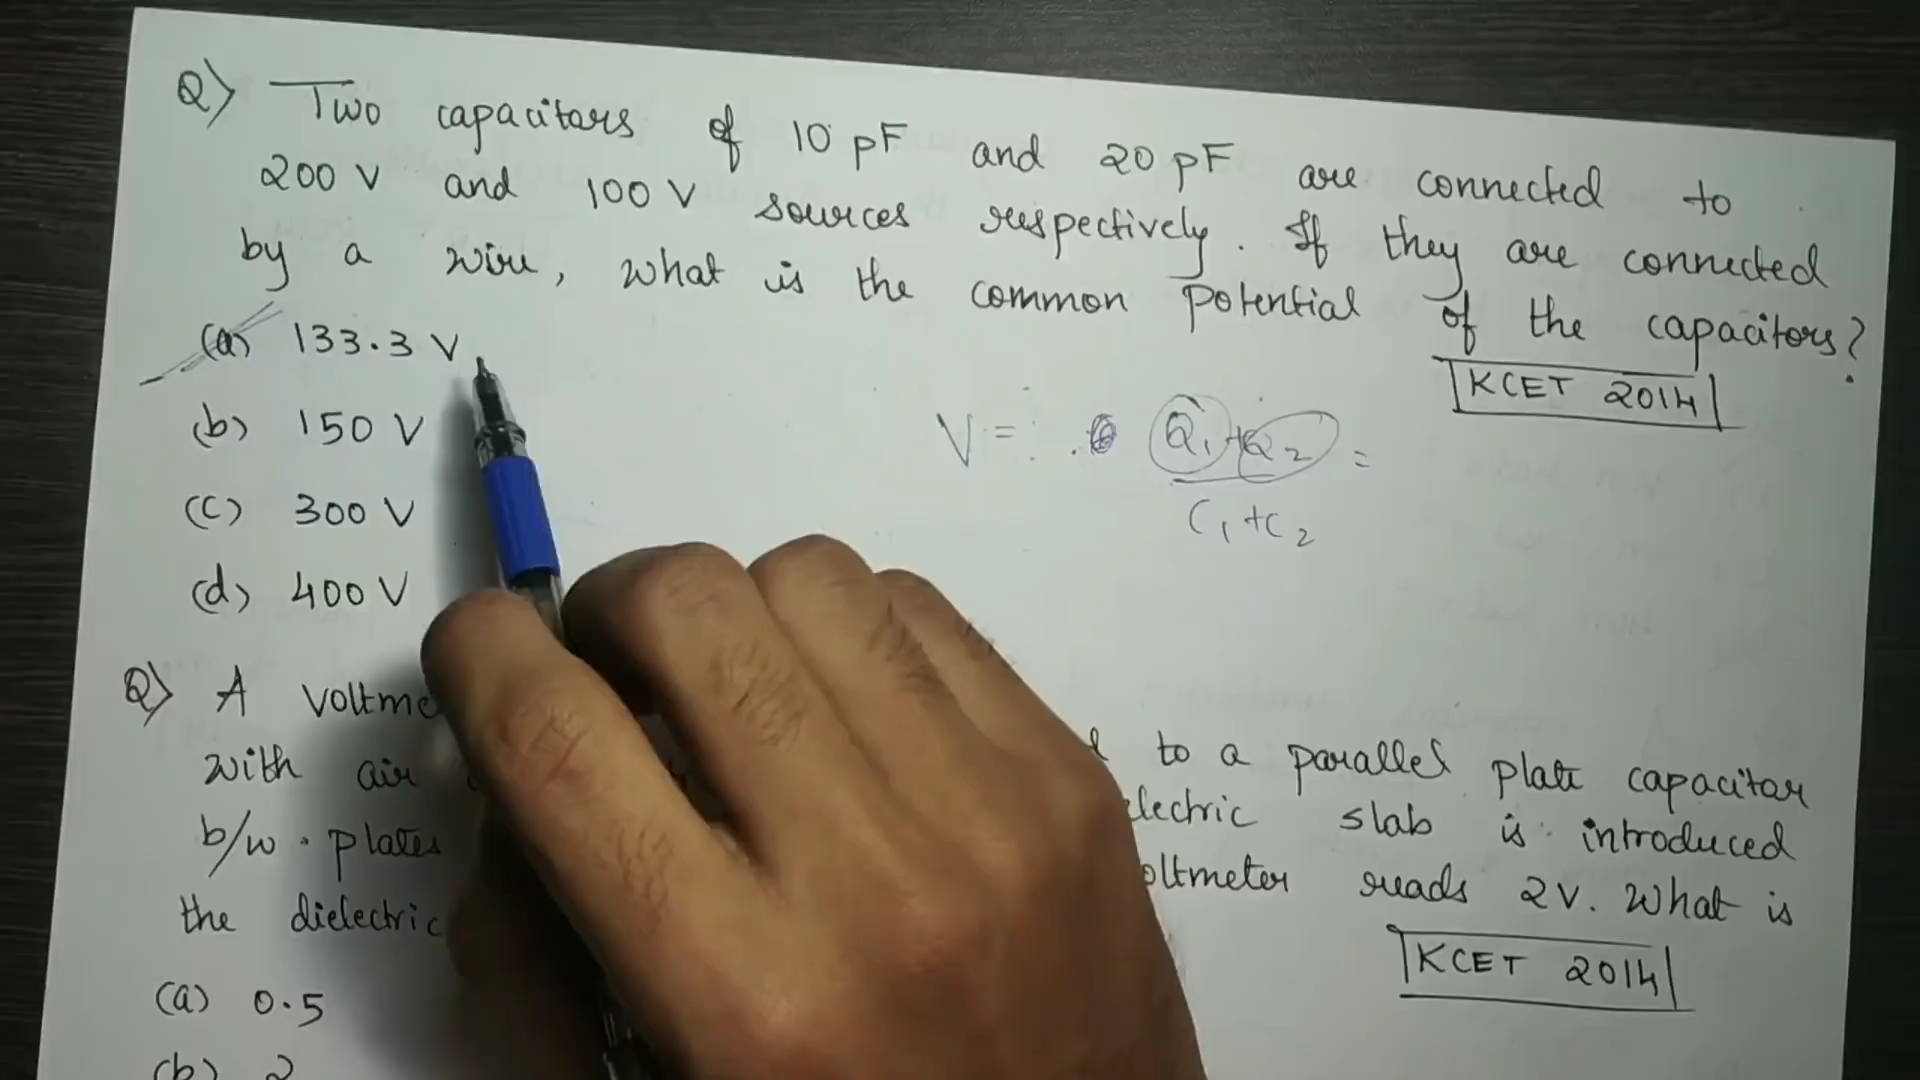 Q) Two capacitors of 10 pF and 20 pF are connected to
200 V and 100 V sources respectively. If they are connected
by a wire, what is the common potential of the capacitors?
KCET 2014
(a) 133.3 V
(b) 150 V
(c) 300 V
(d) 400 V
V = Q1+Q2 =
C1+C2
Q) A to a parallel plate capacitor
with air slab is introduced
b/w plates reads 2V. What is
the dielectric
KCET 2014
(a) 0.5
(b) 2